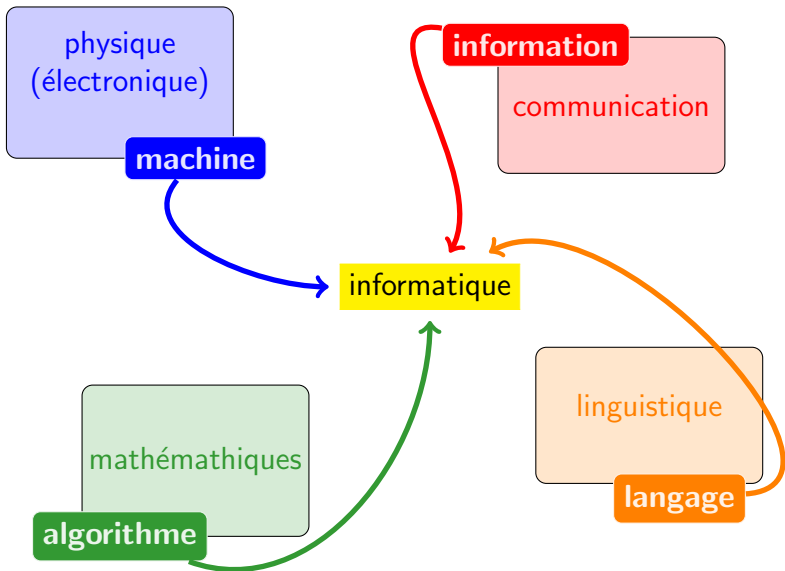 physique
(électronique)
machine
information
communication
informatique
linguistique
langage
mathémathiques
algorithme